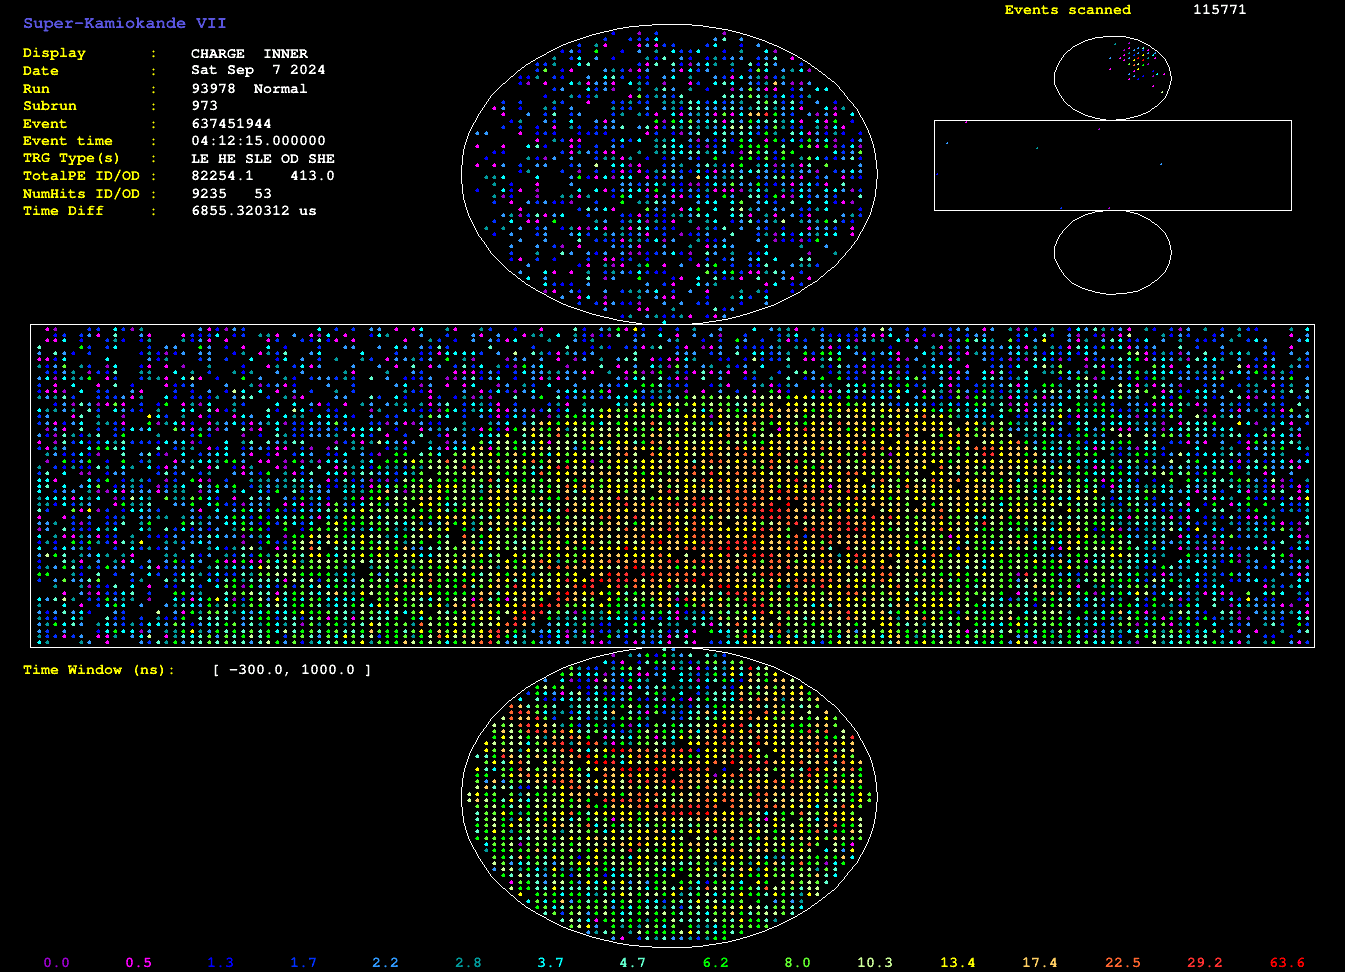 Events scanned 115771
Super-Kamiokande VII
Display : CHARGE INNER
Date : Sat Sep 7 2024
Run : 93978 Normal
Subrun : 973
Event : 637451944
Event time : 04:12:15.000000
TRG Type(s) : LE HE SLE OD SHE
TotalPE ID/OD : 82254.1 413.0
NumHits ID/OD : 9235 53
Time Diff : 6855.320312 us
Time Window (ns): [ -300.0, 1000.0 ]
0.0 0.5 1.3 1.7 2.2 2.8 3.7 4.7 6.2 8.0 10.3 13.4 17.4 22.5 29.2 63.6